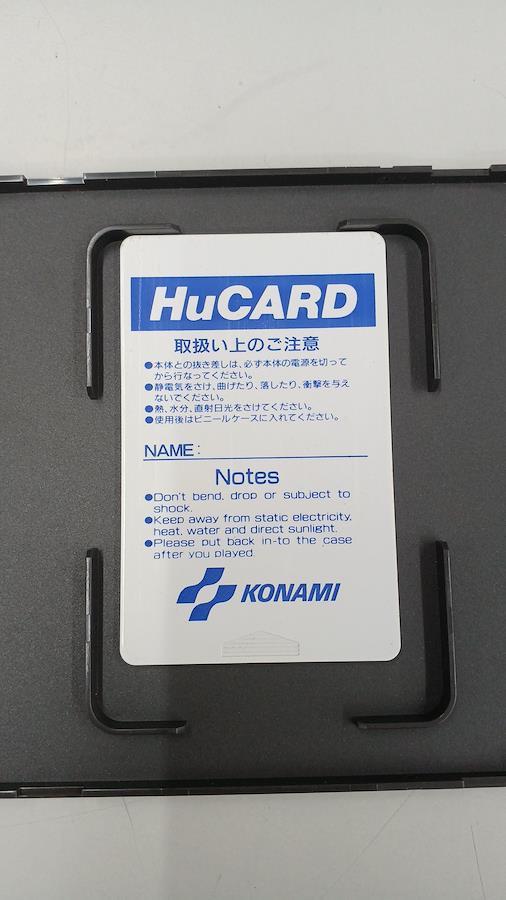 HuCARD
取扱い上のご注意
●本体との抜き差しは、必ず本体の電源を切って
から行なってください。
●静電気をさけ、曲げたり、落したり、衝撃を与え
ないでください。
●熱、水分、直射日光をさけてください。
●使用後はビニールケースに入れてください。
NAME:
Notes
●Don't bend, drop or subject to
shock.
●Keep away from static electricity,
heat, water and direct sunlight.
●Please put back in-to the case
after you played.
KONAMI